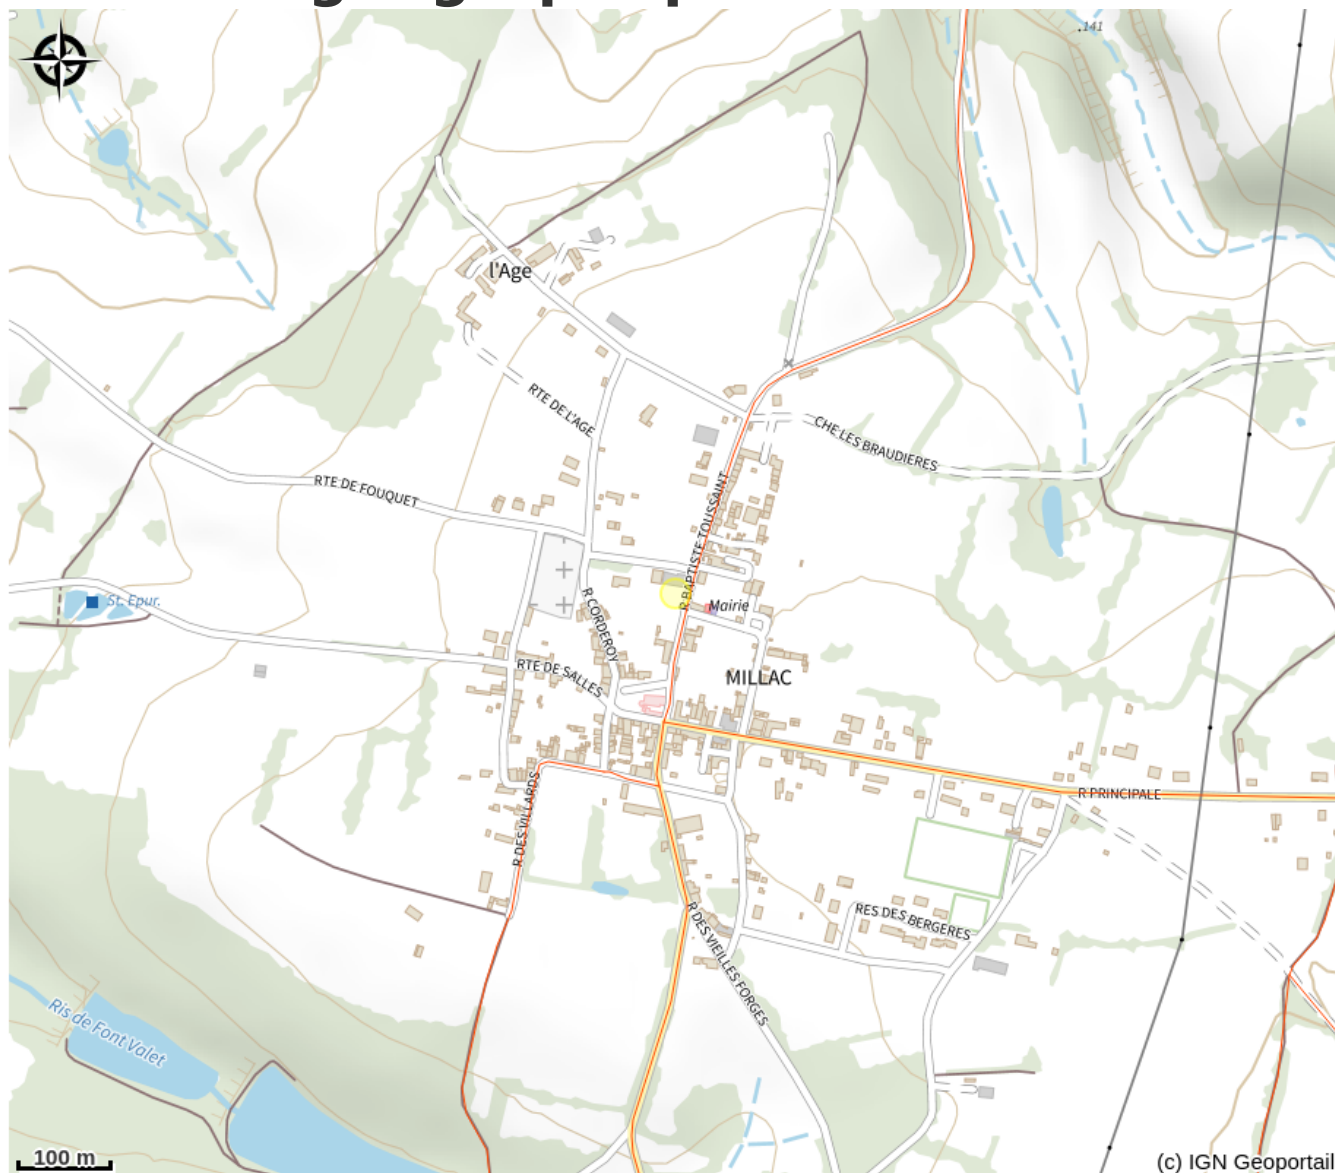 141
l'Age
RTE DE L'AGE
CHE LES BRAUDIERES
RTE DE FOUQUET
R BAPTISTE TOUSSAINT
St. Epur.
Mairie
R CORDEROY
RTE DE SALLES
MILLAC
R PRINCIPALE
R DES VILLARDS
RES DES BERGERES
R DES VIEILLES FORGES
Ris de Font Valet
100 m
(c) IGN Geoportail